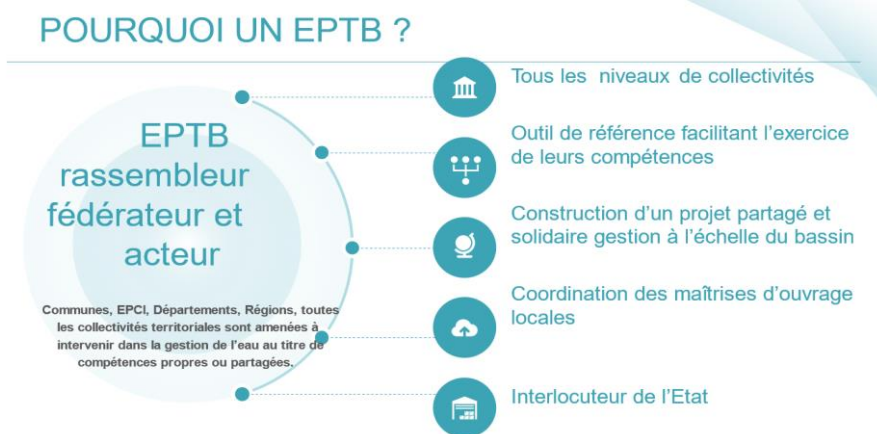 POURQUOI UN EPTB ?
EPTB
rassembleur
fédérateur et
acteur
Communes, EPCI, Départements, Régions, toutes
les collectivités territoriales sont amenées à
intervenir dans la gestion de l'eau au titre de
compétences propres ou partagées.
Tous les niveaux de collectivités
Outil de référence facilitant l'exercice
de leurs compétences
Construction d'un projet partagé et
solidaire gestion à l'échelle du bassin
Coordination des maîtrises d'ouvrage
locales
Interlocuteur de l'Etat